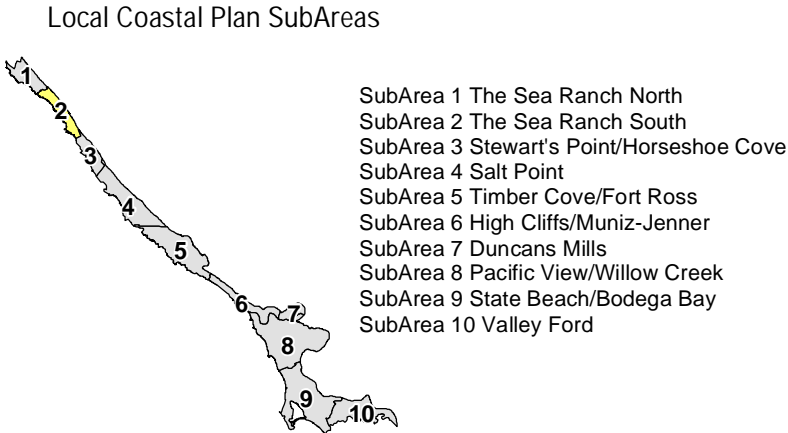 Local Coastal Plan SubAreas
1
2
3
4
5
6
7
8
9
10
SubArea 1 The Sea Ranch North
SubArea 2 The Sea Ranch South
SubArea 3 Stewart's Point/Horseshoe Cove
SubArea 4 Salt Point
SubArea 5 Timber Cove/Fort Ross
SubArea 6 High Cliffs/Muniz-Jenner
SubArea 7 Duncans Mills
SubArea 8 Pacific View/Willow Creek
SubArea 9 State Beach/Bodega Bay
SubArea 10 Valley Ford